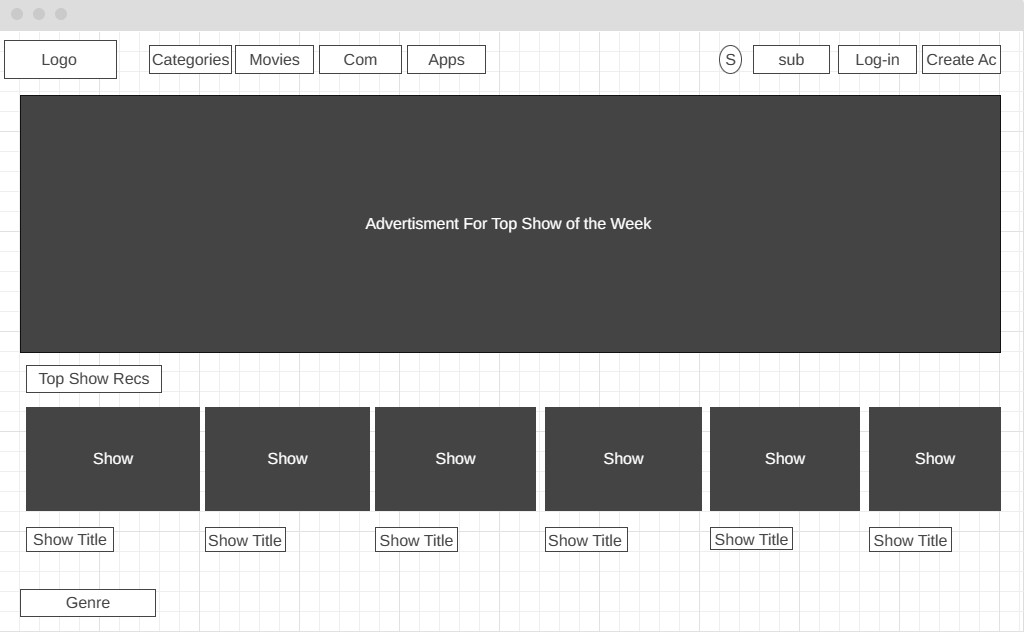 Logo
Categories Movies Com Apps S sub Log-in Create Ac
Advertisment For Top Show of the Week
Top Show Recs
Show Show Show Show Show Show
Show Title Show Title Show Title Show Title Show Title Show Title
Genre